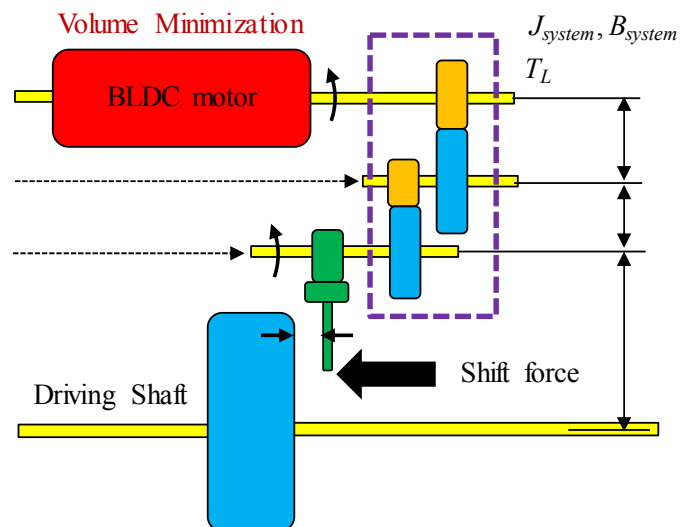 Volume Minimization
J_system, B_system
T_L
BLDC motor
Shift force
Driving Shaft